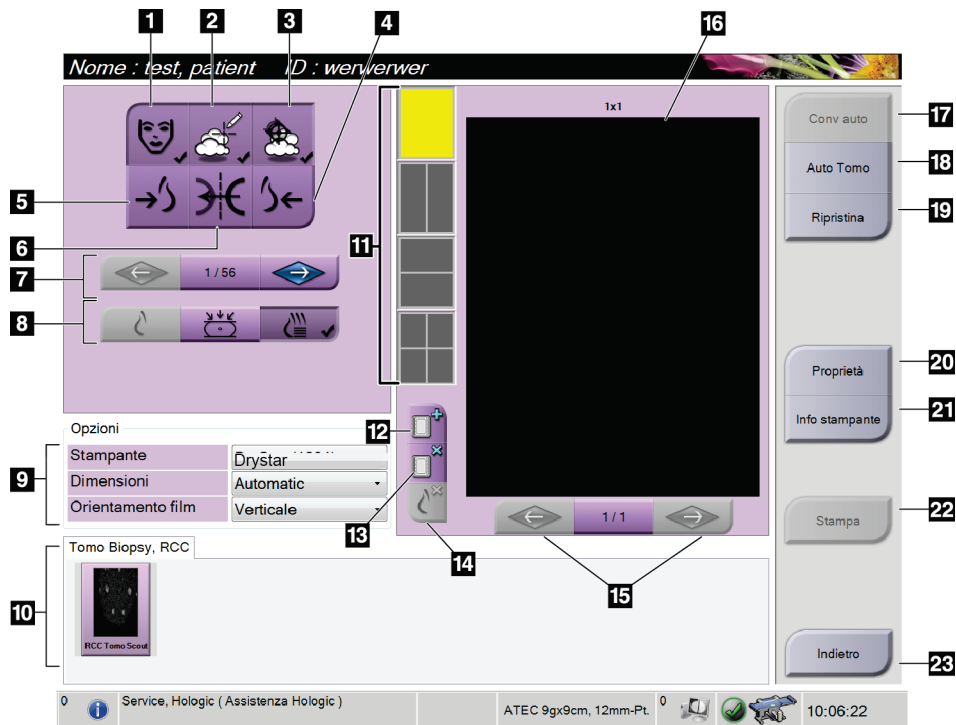 1 2 3 4 16
Nome : test, patient ID : werwerwer
1x1
Conv auto 17
Auto Tomo 18
Ripristina 19
5
6
11
7 1 / 56
8
Proprietà 20
Info stampante 21
12
Opzioni
9
Stampante Drystar
Dimensioni Automatic
Orientamento film Verticale
13
14
1 / 1
15
Stampa 22
Tomo Biopsy, RCC
10
RCC Tomo Scout
Indietro 23
0 Service, Hologic ( Assistenza Hologic ) ATEC 9gx9cm, 12mm-Pt. 0 10:06:22